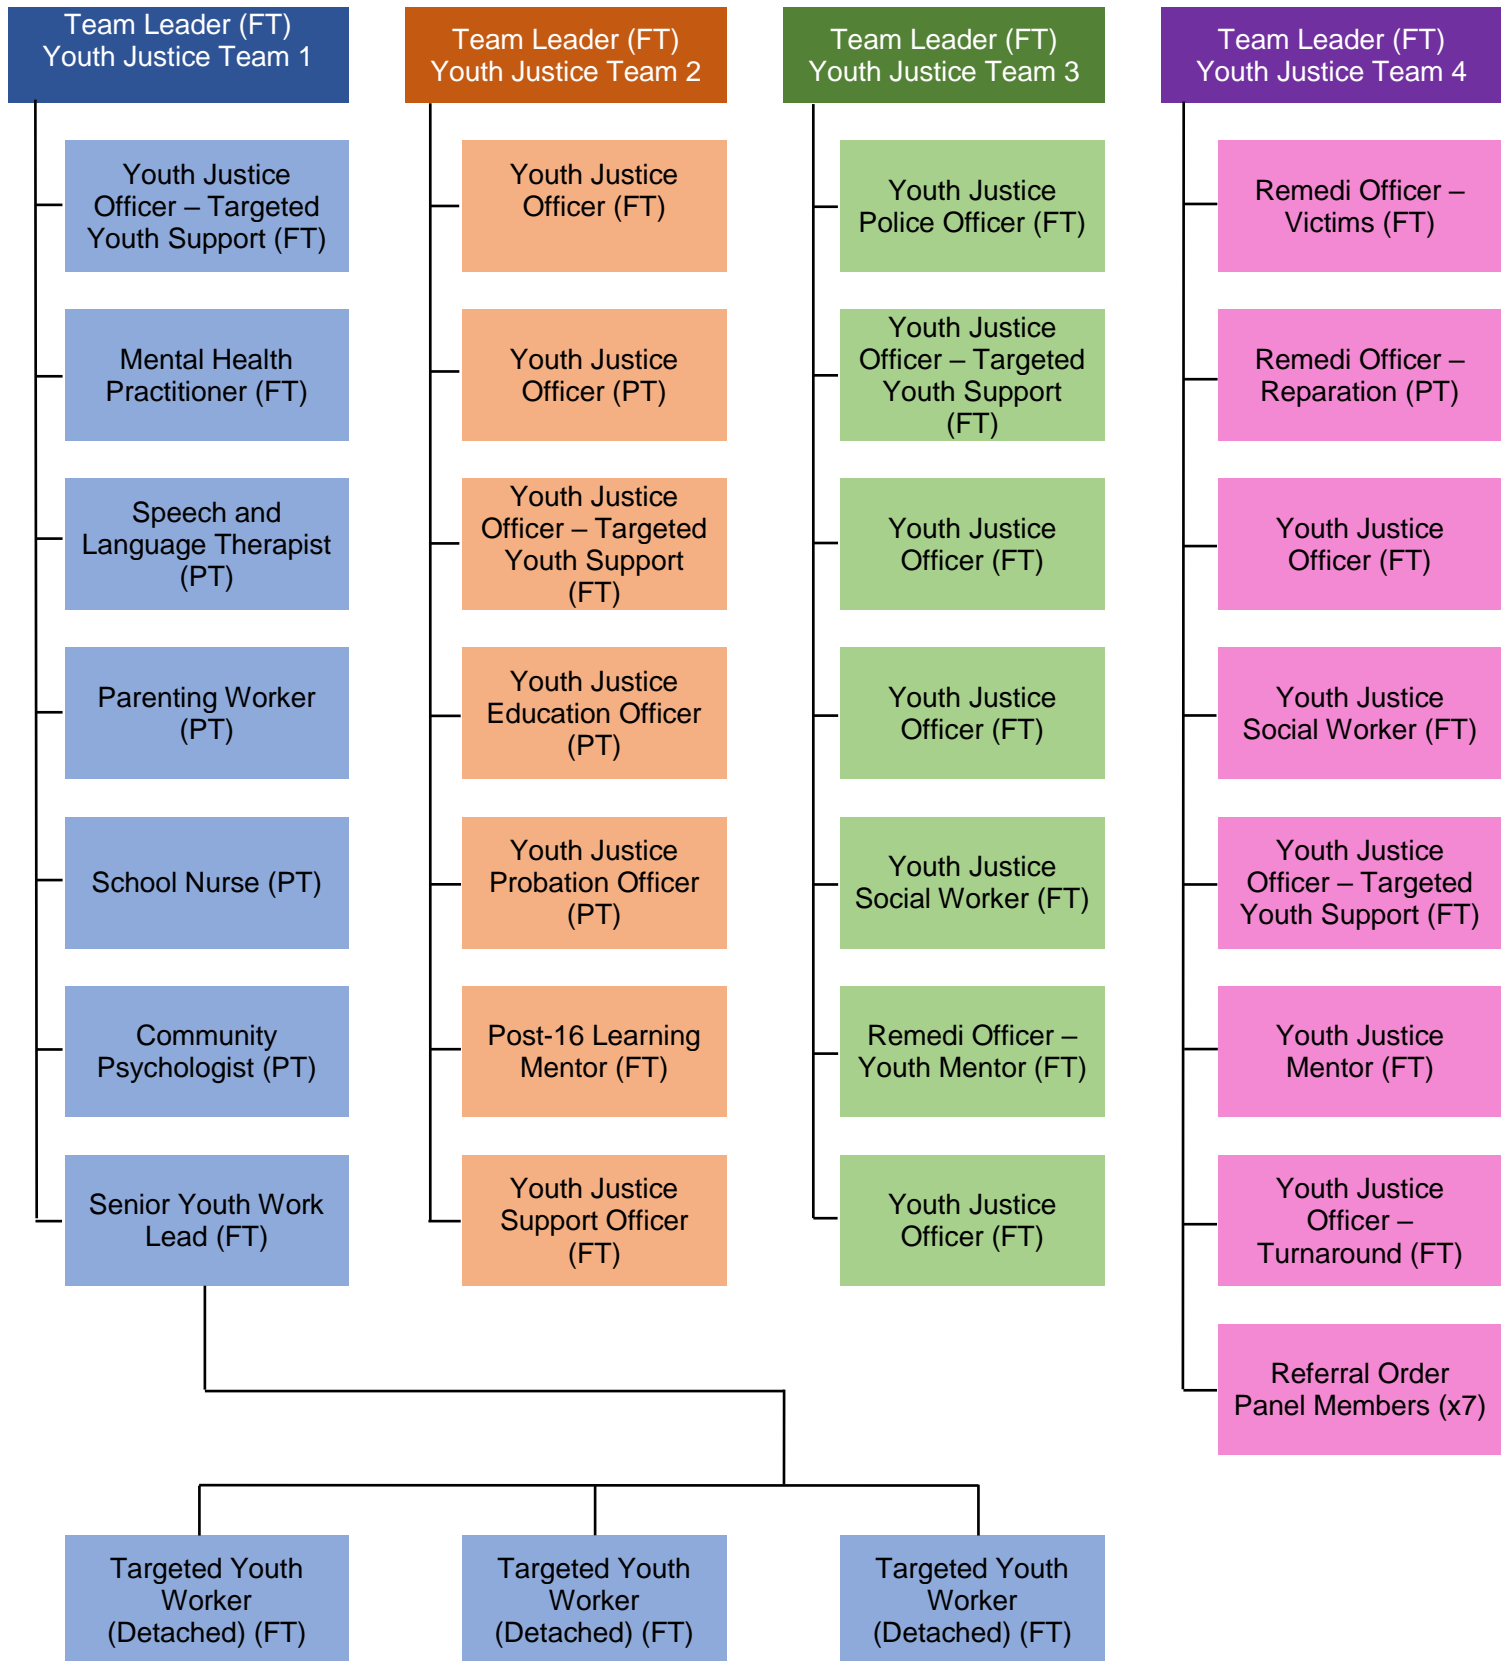 Team Leader (FT)
Youth Justice Team 1
Youth Justice
Officer – Targeted
Youth Support (FT)
Mental Health
Practitioner (FT)
Speech and
Language Therapist
(PT)
Parenting Worker
(PT)
School Nurse (PT)
Community
Psychologist (PT)
Senior Youth Work
Lead (FT)
Team Leader (FT)
Youth Justice Team 2
Youth Justice
Officer (FT)
Youth Justice
Officer (PT)
Youth Justice
Officer – Targeted
Youth Support
(FT)
Youth Justice
Education Officer
(PT)
Youth Justice
Probation Officer
(PT)
Post-16 Learning
Mentor (FT)
Youth Justice
Support Officer
(FT)
Team Leader (FT)
Youth Justice Team 3
Youth Justice
Police Officer (FT)
Youth Justice
Officer – Targeted
Youth Support
(FT)
Youth Justice
Officer (FT)
Youth Justice
Officer (FT)
Youth Justice
Social Worker (FT)
Remedi Officer –
Youth Mentor (FT)
Youth Justice
Officer (FT)
Team Leader (FT)
Youth Justice Team 4
Remedi Officer –
Victims (FT)
Remedi Officer –
Reparation (PT)
Youth Justice
Officer (FT)
Youth Justice
Social Worker (FT)
Youth Justice
Officer – Targeted
Youth Support (FT)
Youth Justice
Mentor (FT)
Youth Justice
Officer –
Turnaround (FT)
Referral Order
Panel Members (x7)
Targeted Youth
Worker
(Detached) (FT)
Targeted Youth
Worker
(Detached) (FT)
Targeted Youth
Worker
(Detached) (FT)